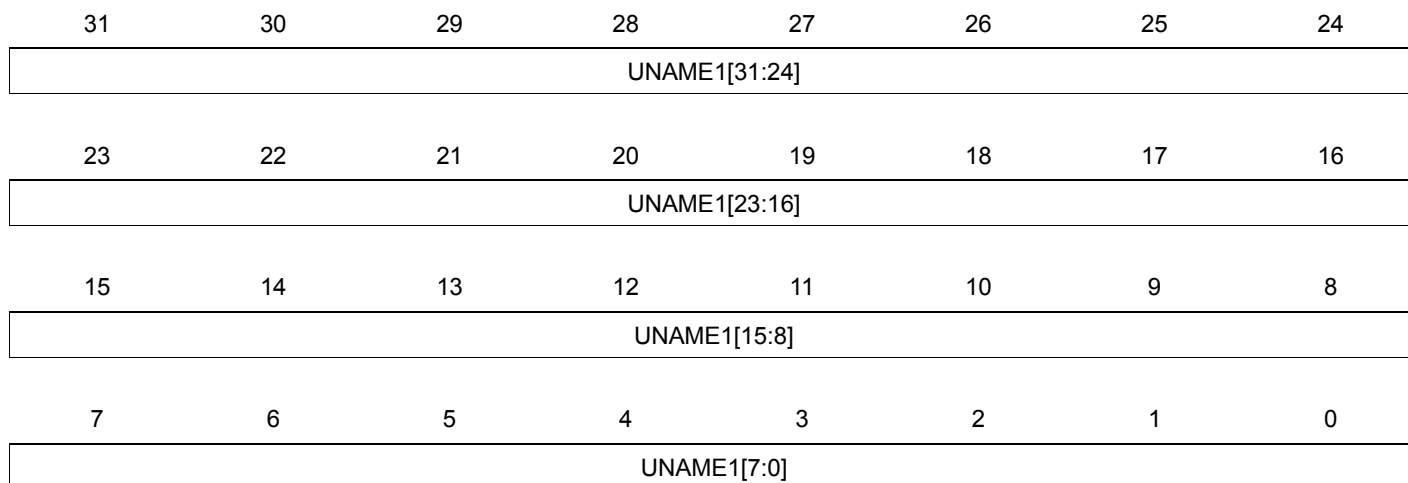 31 30 29 28 27 26 25 24
UNAME1[31:24]
23 22 21 20 19 18 17 16
UNAME1[23:16]
15 14 13 12 11 10 9 8
UNAME1[15:8]
7 6 5 4 3 2 1 0
UNAME1[7:0]